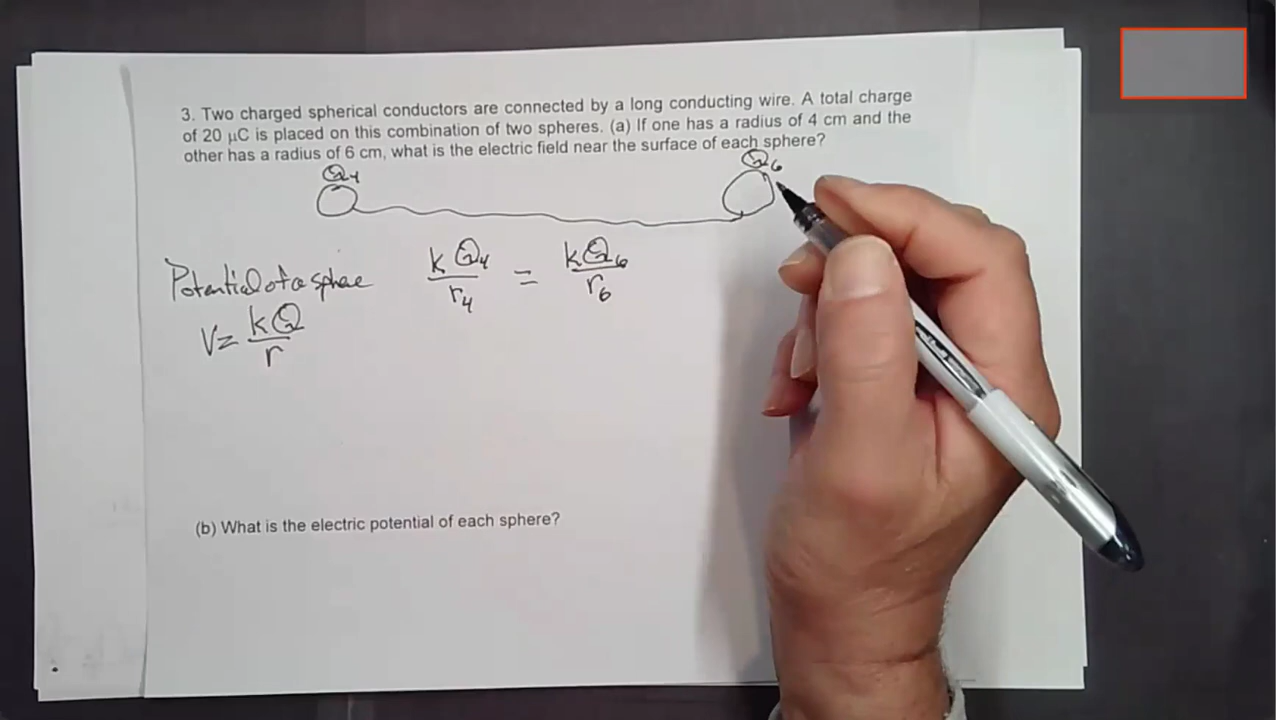 3. Two charged spherical conductors are connected by a long conducting wire. A total charge
of 20 μC is placed on this combination of two spheres. (a) If one has a radius of 4 cm and the
other has a radius of 6 cm, what is the electric field near the surface of each sphere?
Q4 Q6
Potential of a sphere kQ4/r4 = kQ6/r6
V= kQ/r
(b) What is the electric potential of each sphere?